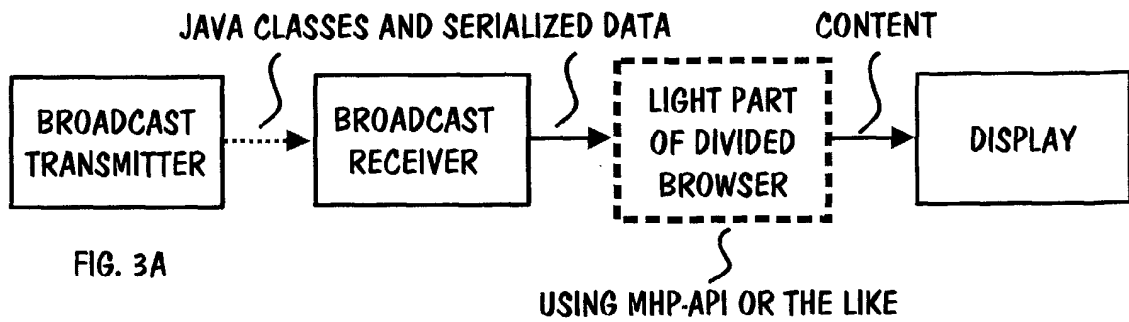 JAVA CLASSES AND SERIALIZED DATA
CONTENT
BROADCAST
TRANSMITTER
BROADCAST
RECEIVER
LIGHT PART
OF DIVIDED
BROWSER
DISPLAY
FIG. 3A
USING MHP-API OR THE LIKE